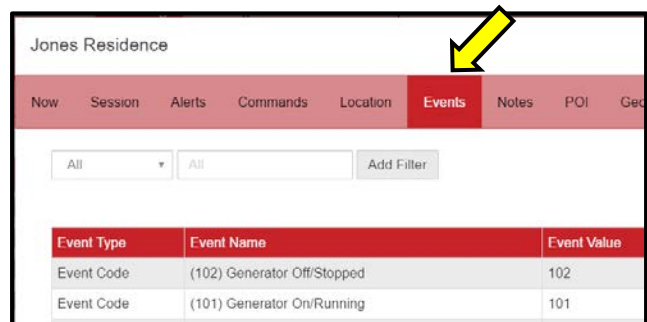 Jones Residence
Now Session Alerts Commands Location Events Notes POI Geo
All All Add Filter
Event Type Event Name Event Value
Event Code (102) Generator Off/Stopped 102
Event Code (101) Generator On/Running 101